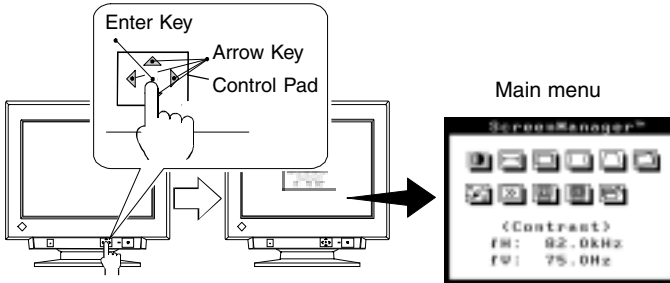 Enter Key
Arrow Key
Control Pad
Main menu
ScreenManager™
(Contrast)
fH: 82.0kHz
fV: 75.0Hz